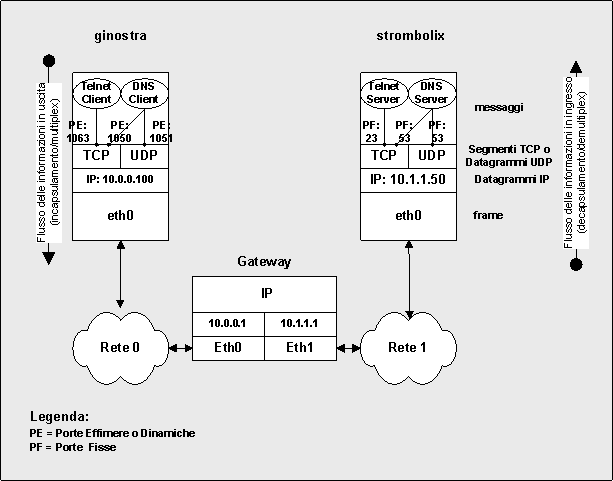 ginostra
strombolix
Flusso delle informazioni in uscita
(incapsulamento/multiplex)
Telnet
Client
DNS
Client
PE:
1063
PE:
1050
PE:
1051
TCP
UDP
IP: 10.0.0.100
eth0
Telnet
Server
DNS
Server
PF:
23
PF:
53
PF:
53
TCP
UDP
IP: 10.1.1.50
eth0
messaggi
Segmenti TCP o
Datagrammi UDP
Datagrammi IP
frame
Flusso delle informazioni in ingresso
(decapsulamento/demultiplex)
Gateway
IP
10.0.0.1
10.1.1.1
Eth0
Eth1
Rete 0
Rete 1
Legenda:
PE = Porte Effimere o Dinamiche
PF = Porte Fisse